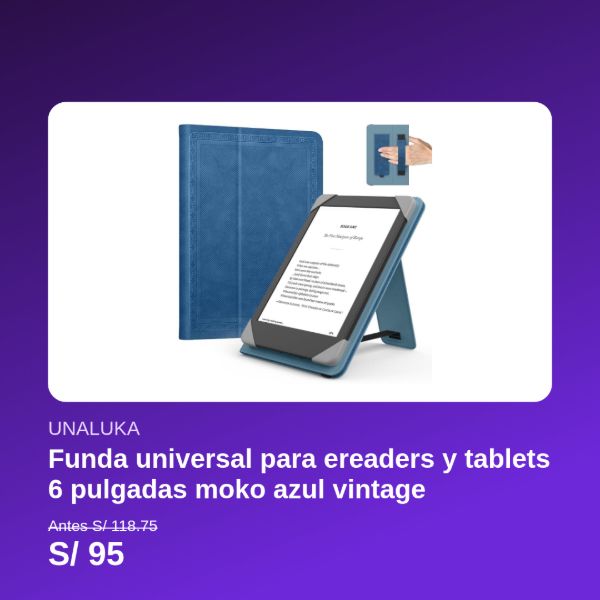 UNALUKA
Funda universal para ereaders y tablets
6 pulgadas moko azul vintage
Antes S/ 118.75
S/ 95